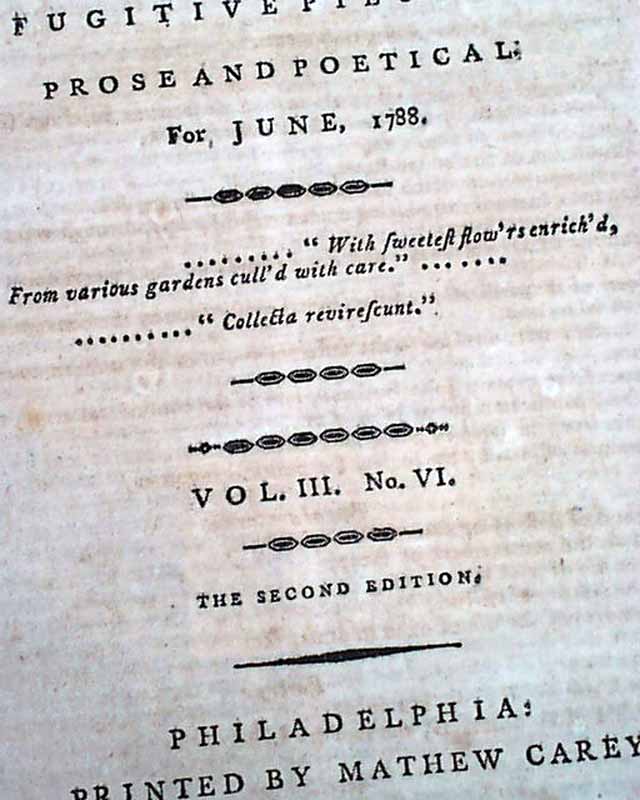 FUGITIVE
PROSE AND POETICAL:
For JUNE, 1788.
......... “ With ſweeteſt flow'rs enrich'd,
From various gardens cull'd with care.” .......
........... “ Collecta revireſcunt.”
VOL. III. No. VI.
THE SECOND EDITION.
PHILADELPHIA:
PRINTED BY MATHEW CAREY